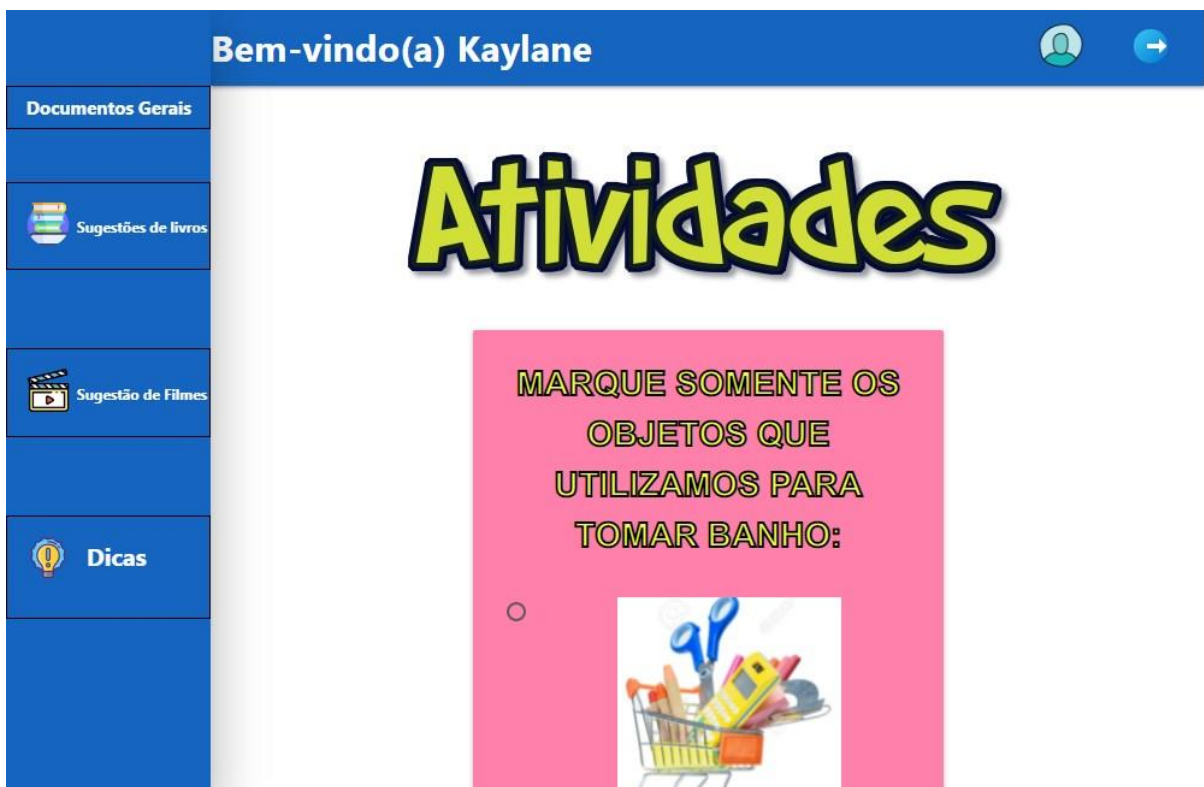 Bem-vindo(a) Kaylane
Documentos Gerais
Sugestões de livros
Sugestão de Filmes
Dicas
Atividades
MARQUE SOMENTE OS
OBJETOS QUE
UTILIZAMOS PARA
TOMAR BANHO: